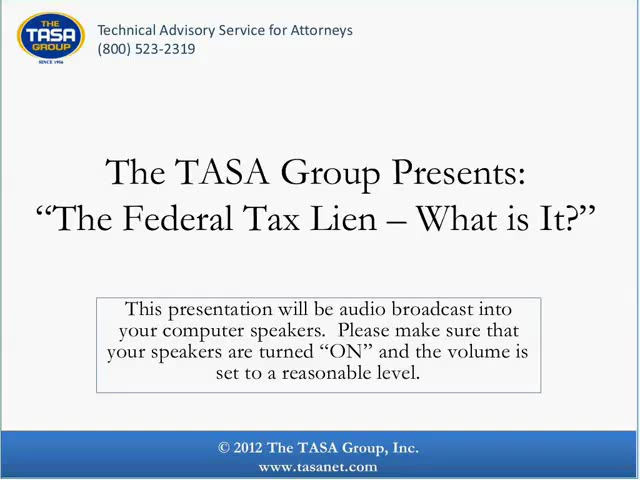 THE
TASA
GROUP
SINCE 1956
Technical Advisory Service for Attorneys
(800) 523-2319
The TASA Group Presents:
“The Federal Tax Lien – What is It?”
This presentation will be audio broadcast into
your computer speakers.  Please make sure that
your speakers are turned “ON” and the volume is
set to a reasonable level.
© 2012 The TASA Group, Inc.
www.tasanet.com